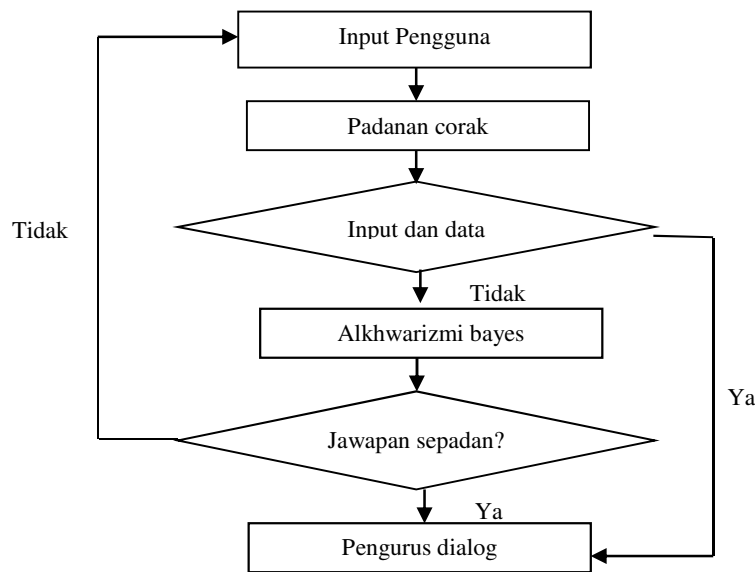 Input Pengguna
Padanan corak
Input dan data
Tidak
Tidak
Alkhwarizmi bayes
Ya
Jawapan sepadan?
Ya
Pengurus dialog